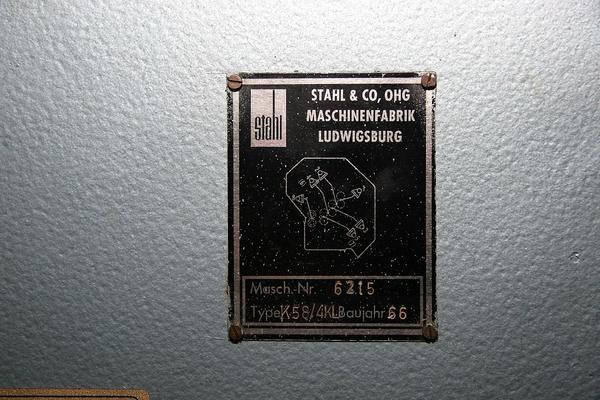 stahl
STAHL & CO, OHG
MASCHINENFABRIK
LUDWIGSBURG
Masch.-Nr. 6215
Type K58/4KL Baujahr 66